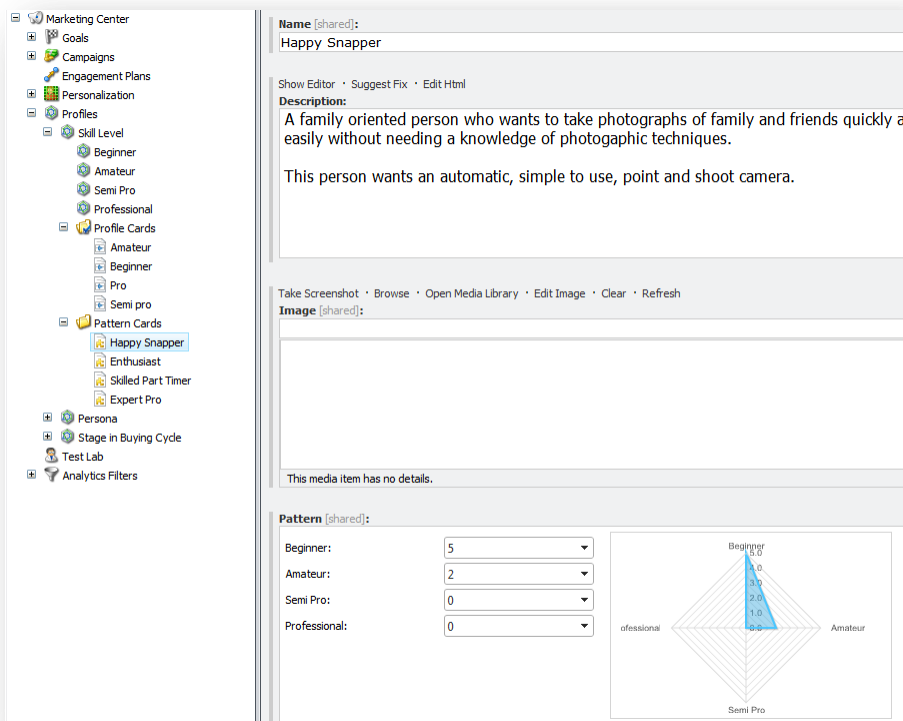 Marketing Center
Goals
Campaigns
Engagement Plans
Personalization
Profiles
Skill Level
Beginner
Amateur
Semi Pro
Professional
Profile Cards
Amateur
Beginner
Pro
Semi pro
Pattern Cards
Happy Snapper
Enthusiast
Skilled Part Timer
Expert Pro
Persona
Stage in Buying Cycle
Test Lab
Analytics Filters
Name [shared]:
Happy Snapper
Show Editor · Suggest Fix · Edit Html
Description:
A family oriented person who wants to take photographs of family and friends quickly a
easily without needing a knowledge of photogaphic techniques.
This person wants an automatic, simple to use, point and shoot camera.
Take Screenshot · Browse · Open Media Library · Edit Image · Clear · Refresh
Image [shared]:
This media item has no details.
Pattern [shared]:
Beginner: 5
Amateur: 2
Semi Pro: 0
Professional: 0
Beginner
5.0
4.0
3.0
2.0
1.0
0.0
ofessional
Amateur
Semi Pro